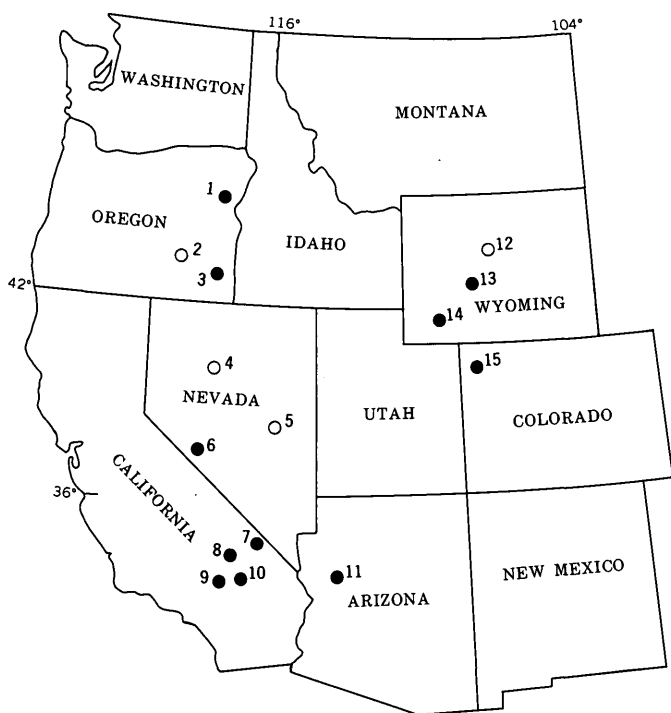 116°
104°
WASHINGTON
MONTANA
1
OREGON
2
IDAHO
12
3
13
42°
14
WYOMING
4
15
NEVADA
5
UTAH
COLORADO
6
CALIFORNIA
36°
7
8
9
10
11
ARIZONA
NEW MEXICO